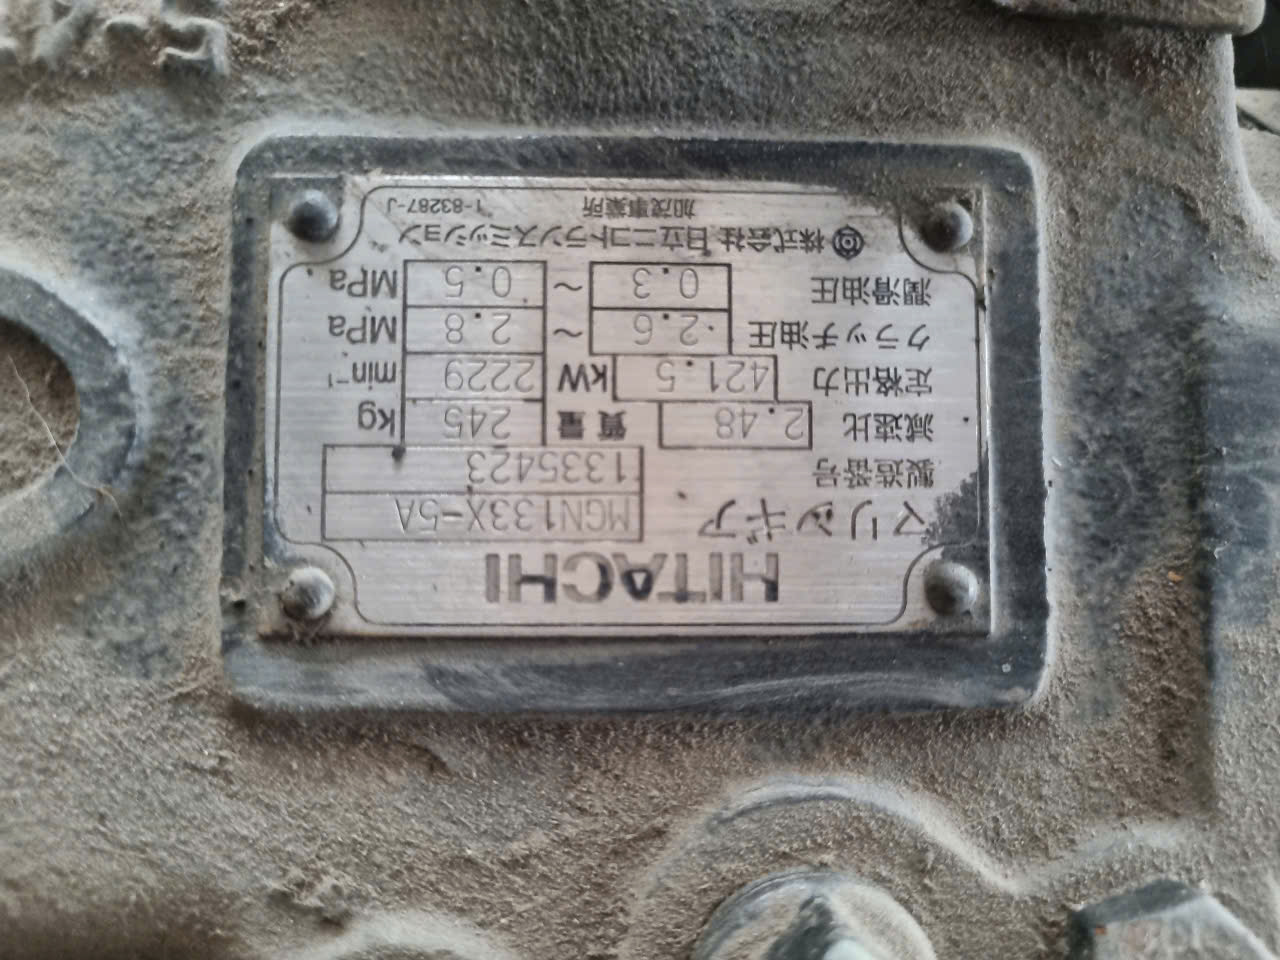 HITACHI
マリンギア MGN133X-5A
製造番号 1335423
減速比 2.48 質量 245 kg
定格出力 421.5 kW 2229 min⁻¹
クラッチ油圧 2.6 ~ 2.8 MPa
潤滑油圧 0.3 ~ 0.5 MPa
株式会社 日立ニコトランスミッション
加茂事業所 1-83287-J